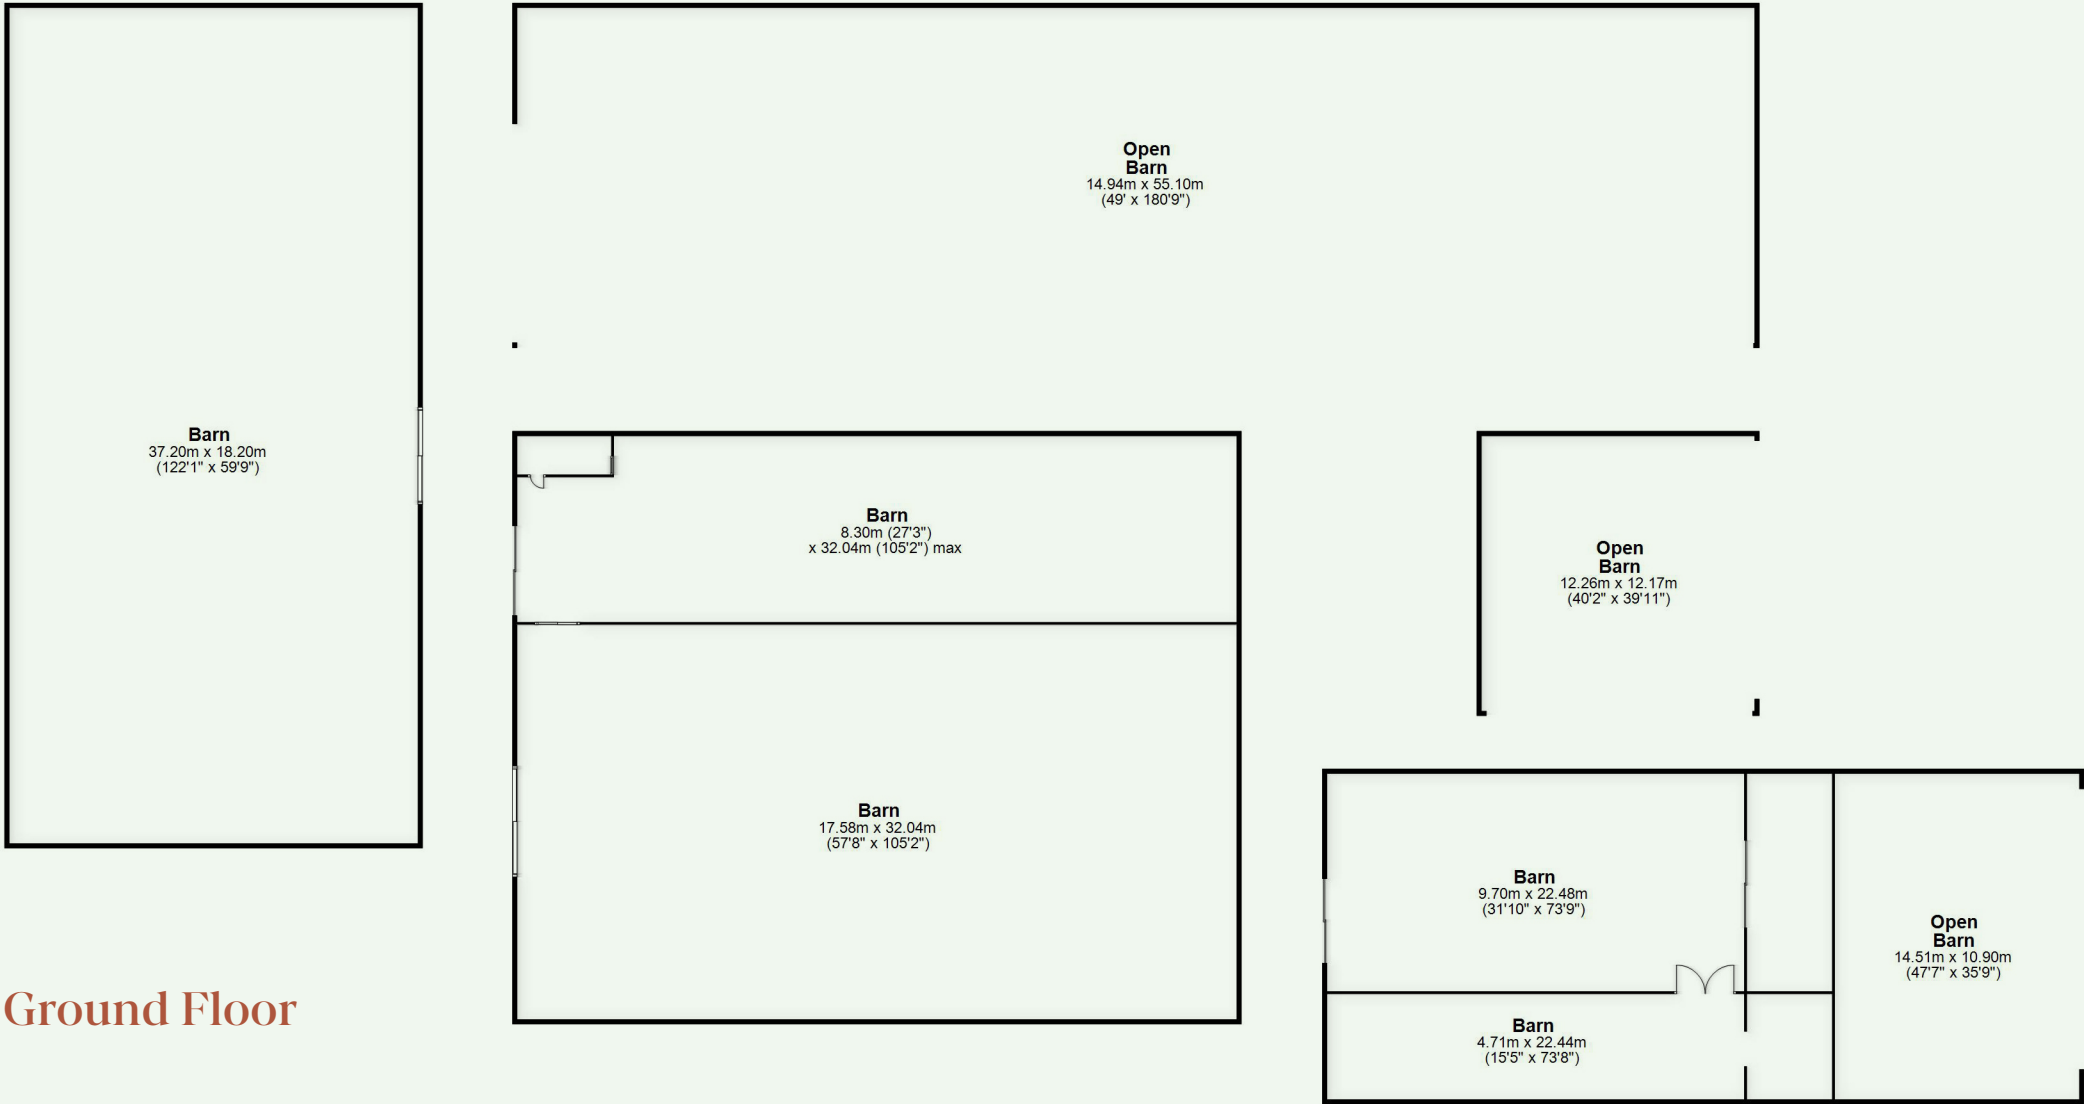 Open
Barn
14.94m x 55.10m
(49' x 180'9")
Barn
37.20m x 18.20m
(122'1" x 59'9")
Barn
8.30m (27'3")
x 32.04m (105'2") max
Open
Barn
12.26m x 12.17m
(40'2" x 39'11")
Barn
17.58m x 32.04m
(57'8" x 105'2")
Barn
9.70m x 22.48m
(31'10" x 73'9")
Open
Barn
14.51m x 10.90m
(47'7" x 35'9")
Barn
4.71m x 22.44m
(15'5" x 73'8")
Ground Floor